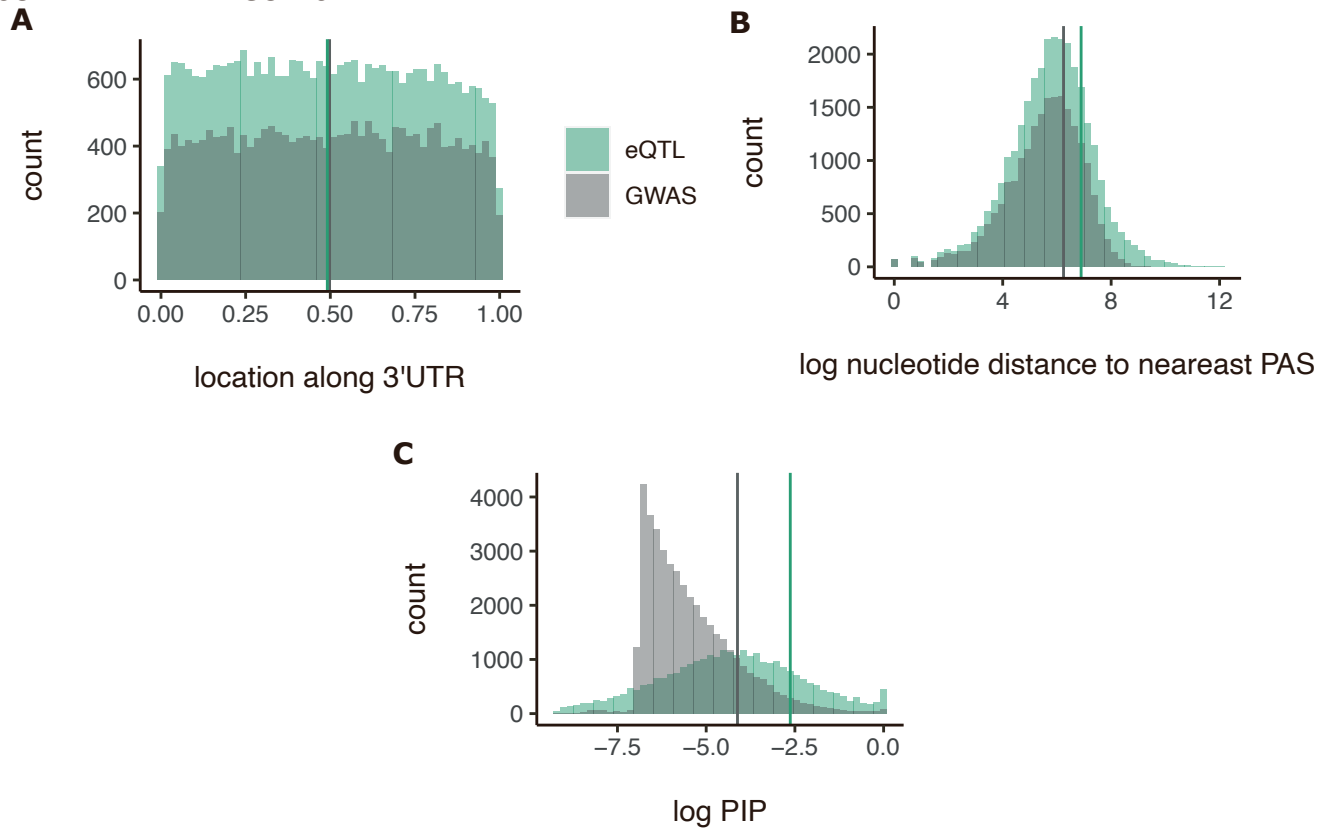 A
B
600
400
200
0
count
0.00 0.25 0.50 0.75 1.00
location along 3'UTR
eQTL
GWAS
2000
1500
1000
500
0
count
0 4 8 12
log nucleotide distance to neareast PAS
C
4000
3000
2000
1000
0
count
−7.5 −5.0 −2.5 0.0
log PIP